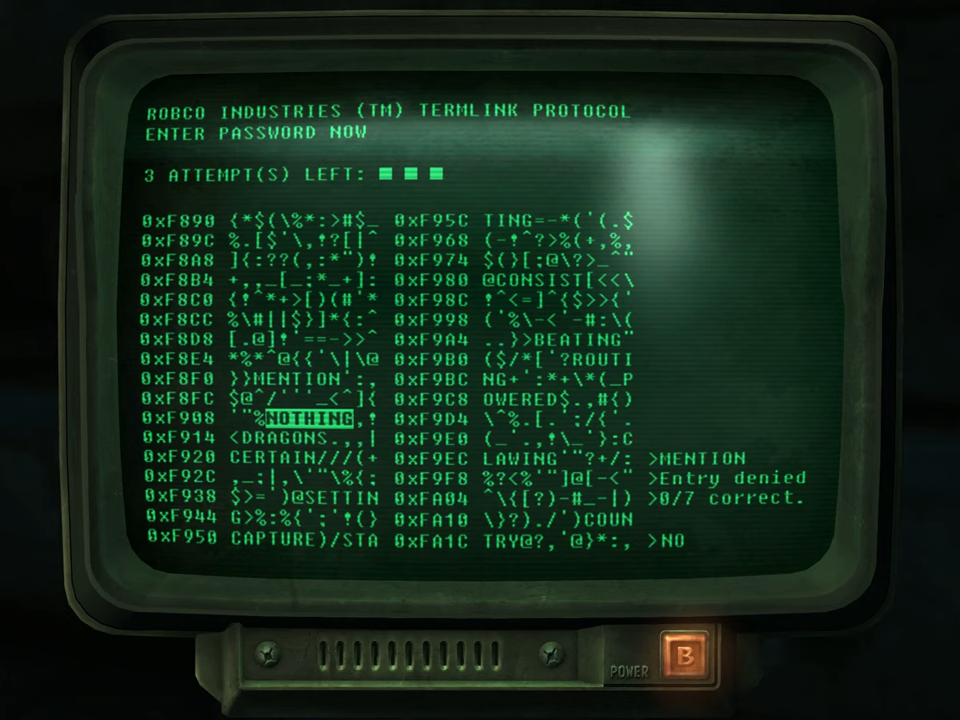 ROBCO INDUSTRIES (TM) TERMLINK PROTOCOL
ENTER PASSWORD NOW
3 ATTEMPT(S) LEFT: ■ ■ ■
0xF890 {*$(\%*:>#$_ 0xF95C TING=-*('(.$
0xF89C %.[$'\,!?[|^ 0xF968 (-!^?>%(+,%,
0xF8A8 ]{:??(,:*")! 0xF974 $(}[;@\?>_^"
0xF8B4 +,,_[_;*_+]: 0xF980 @CONSIST[<<\
0xF8C0 {!^*+>[)(#'* 0xF98C !^<=]^{$>>{'
0xF8CC %\#||$}]*{:^ 0xF998 ('%\-<'-#:\(
0xF8D8 [.@]!'==->>^ 0xF9A4 ..}>BEATING"
0xF8E4 *%*^@{{'\|\@ 0xF9B0 ($/*['?ROUTI
0xF8F0 }}MENTION':, 0xF9BC NG+':*+\*(_P
0xF8FC $@^/'''_<^]{ 0xF9C8 OWERED$.,#{)
0xF908 '"%NOTHING,! 0xF9D4 \^%.[.':/{'.
0xF914 <DRAGONS.,,| 0xF9E0 (_'.,!\_'}:C
0xF920 CERTAIN///(+ 0xF9EC LAWING'"?+/: >MENTION
0xF92C ,_:|,\'"\%{; 0xF9F8 %?<%'"]@[-<" >Entry denied
0xF938 $>=')@SETTIN 0xFA04 ^\{[?)-#_-|) >0/7 correct.
0xF944 G>%:%{';'!(} 0xFA10 \}?)./')COUN
0xF950 CAPTURE)/STA 0xFA1C TRY@?,'@}*:, >NO
POWER B